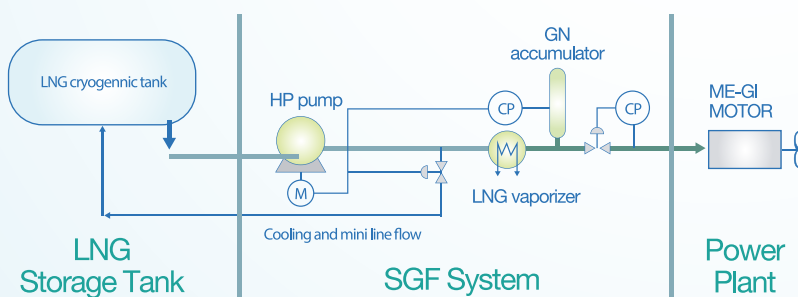 GN
accumulator
LNG cryogennic tank
HP pump
CP
CP
ME-GI
MOTOR
M
LNG vaporizer
Cooling and mini line flow
LNG
Storage Tank
SGF System
Power
Plant